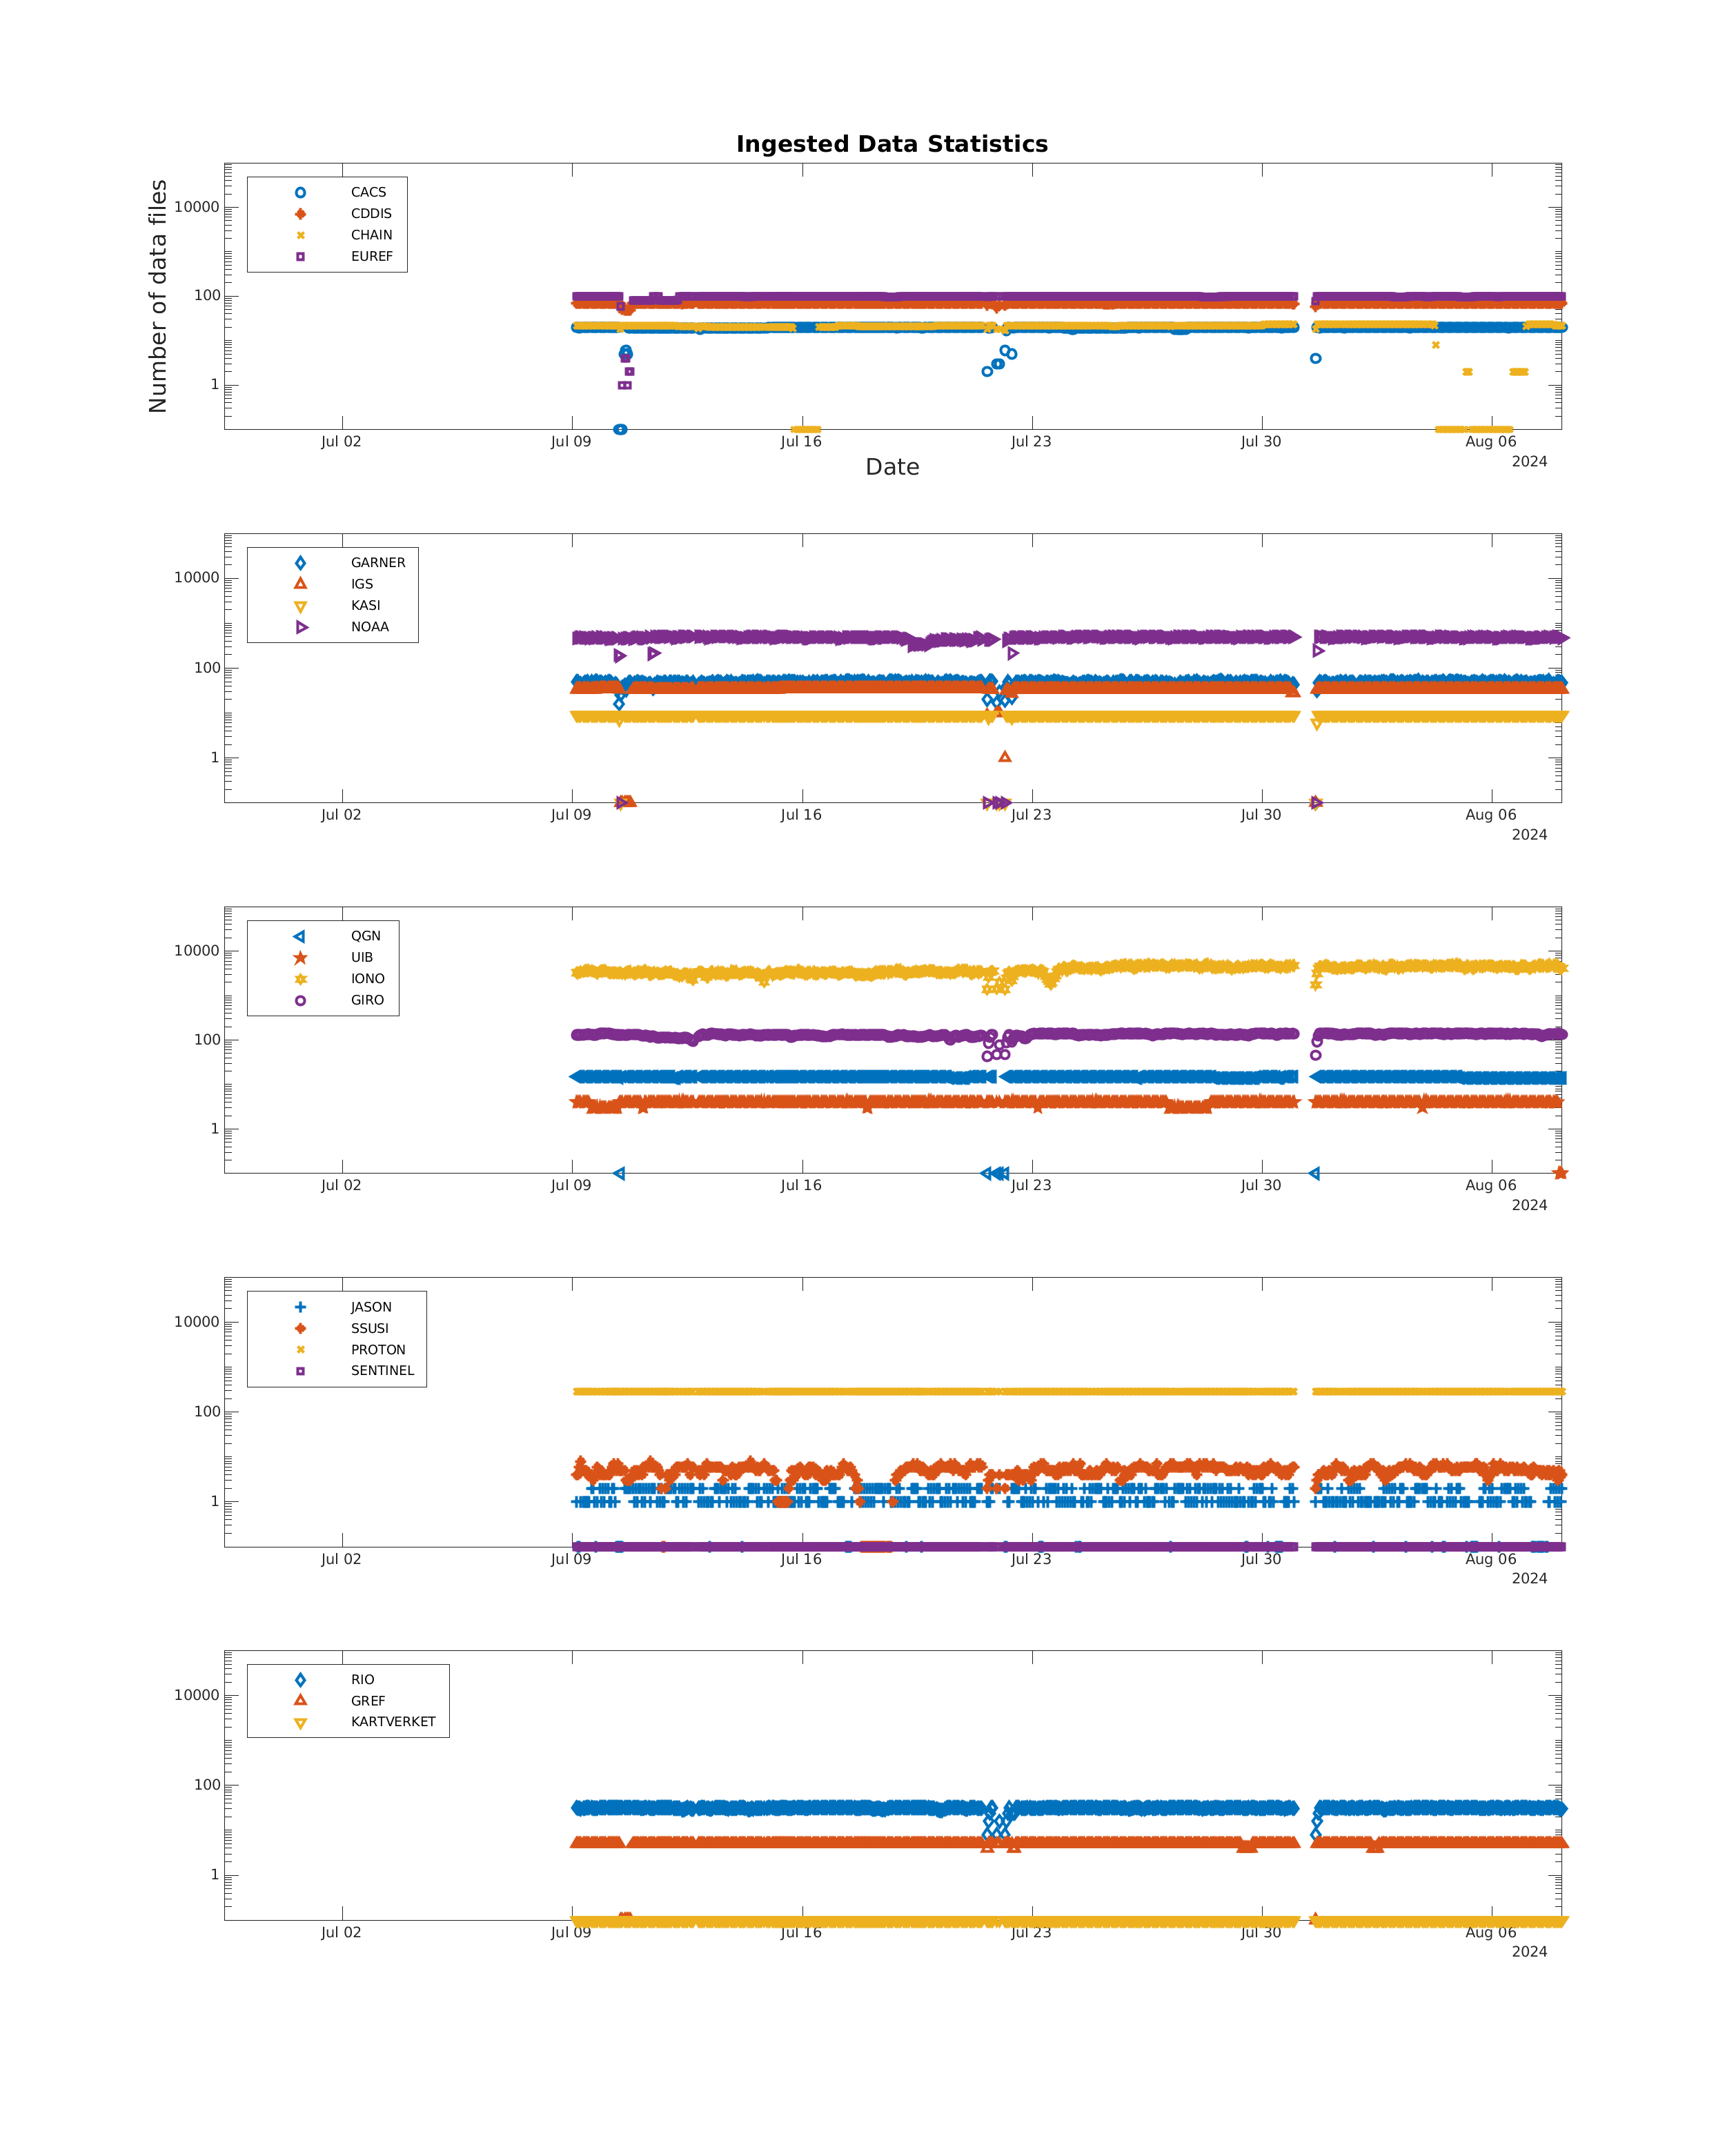 Ingested Data Statistics
Number of data files
10000
100
1
CACS
CDDIS
CHAIN
EUREF
Jul 02 Jul 09 Jul 16 Jul 23 Jul 30 Aug 06
2024
Date
10000
100
1
GARNER
IGS
KASI
NOAA
Jul 02 Jul 09 Jul 16 Jul 23 Jul 30 Aug 06
2024
10000
100
1
QGN
UIB
IONO
GIRO
Jul 02 Jul 09 Jul 16 Jul 23 Jul 30 Aug 06
2024
10000
100
1
JASON
SSUSI
PROTON
SENTINEL
Jul 02 Jul 09 Jul 16 Jul 23 Jul 30 Aug 06
2024
10000
100
1
RIO
GREF
KARTVERKET
Jul 02 Jul 09 Jul 16 Jul 23 Jul 30 Aug 06
2024